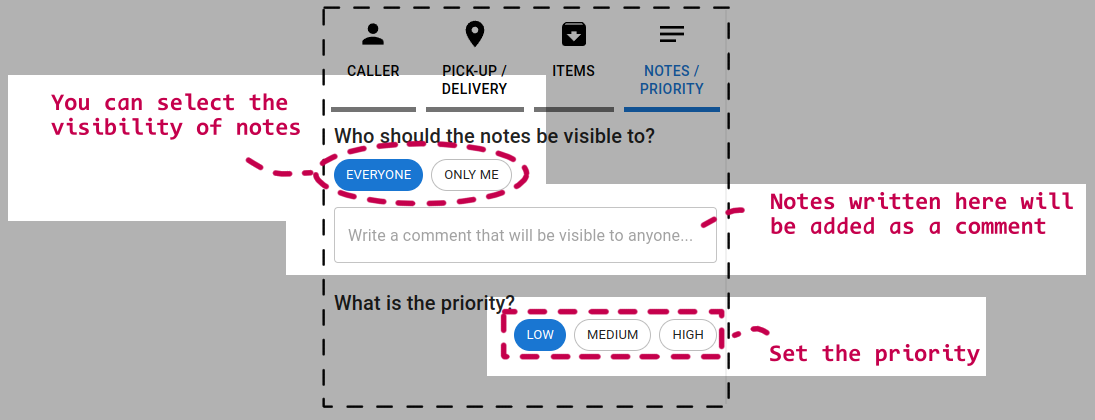 CALLER
PICK-UP /
DELIVERY
ITEMS
NOTES /
PRIORITY
You can select the
visibility of notes
Who should the notes be visible to?
EVERYONE
ONLY ME
Notes written here will
be added as a comment
Write a comment that will be visible to anyone...
What is the priority?
LOW
MEDIUM
HIGH
Set the priority